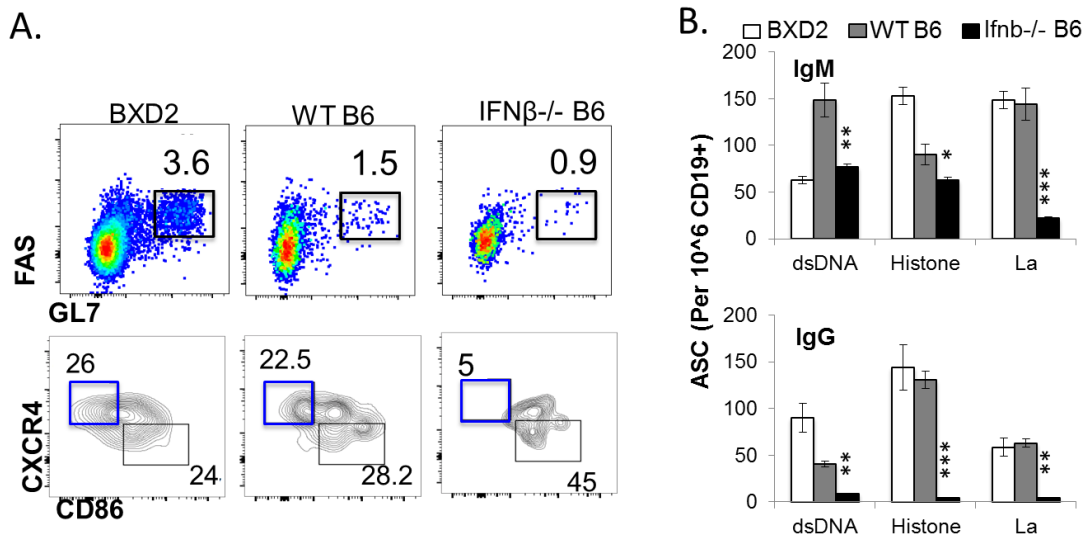 A.
BXD2
WT B6
IFNβ-/- B6
3.6
1.5
0.9
FAS
GL7
26
22.5
5
CXCR4
24
28.2
45
CD86
B.
BXD2
WT B6
Ifnb-/- B6
200
150
100
50
0
IgM
**
*
***
dsDNA
Histone
La
ASC (Per 10^6 CD19+)
200
150
100
50
0
IgG
**
***
**
dsDNA
Histone
La